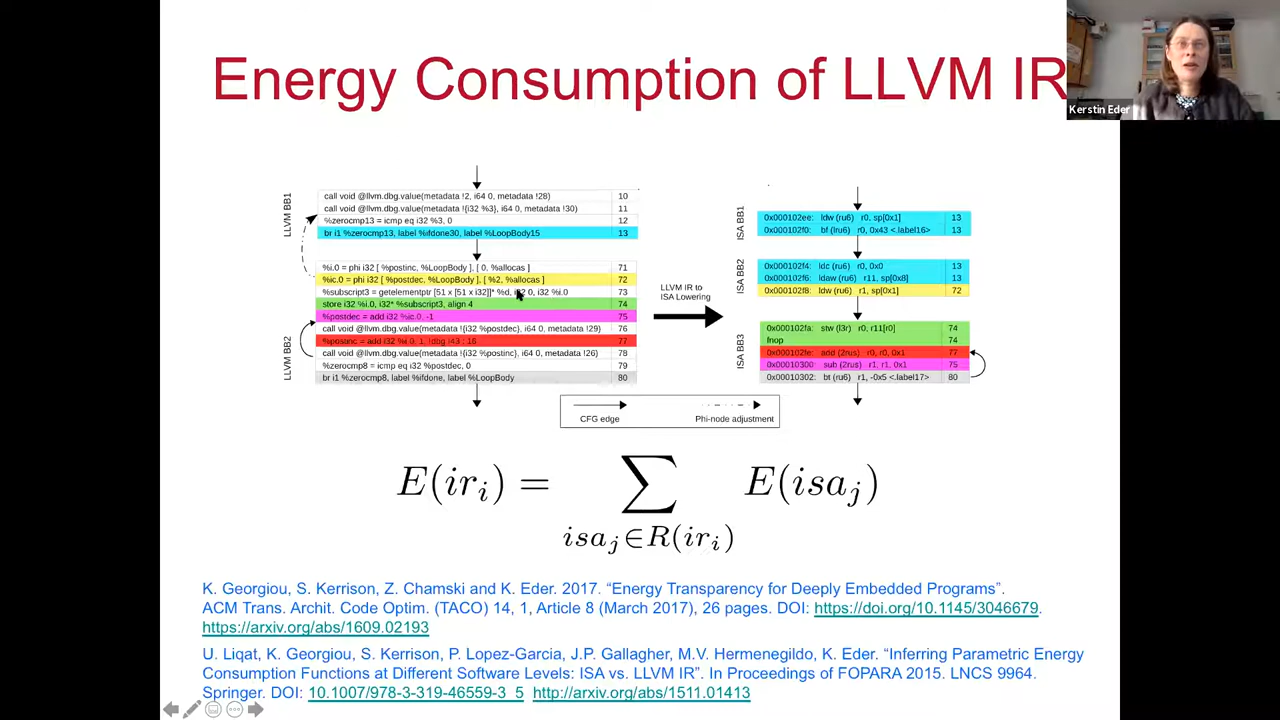 Energy Consumption of LLVM IR
Kerstin Eder
LLVM BB1
call void @llvm.dbg.value(metadata !2, i64 0, metadata !28) 10
call void @llvm.dbg.value(metadata !{i32 %3}, i64 0, metadata !30) 11
%zerocmp13 = icmp eq i32 %3, 0 12
br i1 %zerocmp13, label %ifdone30, label %LoopBody15 13
LLVM BB2
%i.0 = phi i32 [ %postinc, %LoopBody ], [ 0, %allocas ] 71
%ic.0 = phi i32 [ %postdec, %LoopBody ], [ %2, %allocas ] 72
%subscript3 = getelementptr [51 x [51 x i32]]* %d, i32 0, i32 %i.0 73
store i32 %i.0, i32* %subscript3, align 4 74
%postdec = add i32 %ic.0, -1 75
call void @llvm.dbg.value(metadata !{i32 %postdec}, i64 0, metadata !29) 76
%postinc = add i32 %i.0, 1, !dbg !43 ; 16 77
call void @llvm.dbg.value(metadata !{i32 %postinc}, i64 0, metadata !26) 78
%zerocmp8 = icmp eq i32 %postdec, 0 79
br i1 %zerocmp8, label %ifdone, label %LoopBody 80
LLVM IR to
ISA Lowering
ISA BB1
0x000102ee: ldw (ru6) r0, sp[0x1] 13
0x000102f0: bf (lru6) r0, 0x43 <.label16> 13
ISA BB2
0x000102f4: ldc (ru6) r0, 0x0 13
0x000102f6: ldaw (ru6) r11, sp[0x8] 13
0x000102f8: ldw (ru6) r1, sp[0x1] 72
ISA BB3
0x000102fa: stw (l3r) r0, r11[r0] 74
fnop 74
0x000102fe: add (2rus) r0, r0, 0x1 77
0x00010300: sub (2rus) r1, r1, 0x1 75
0x00010302: bt (ru6) r1, -0x5 <.label17> 80
CFG edge Phi-node adjustment
E(ir_i) = ∑_{isa_j∈R(ir_i)} E(isa_j)
K. Georgiou, S. Kerrison, Z. Chamski and K. Eder. 2017. “Energy Transparency for Deeply Embedded Programs”.
ACM Trans. Archit. Code Optim. (TACO) 14, 1, Article 8 (March 2017), 26 pages. DOI: https://doi.org/10.1145/3046679.
https://arxiv.org/abs/1609.02193
U. Liqat, K. Georgiou, S. Kerrison, P. Lopez-Garcia, J.P. Gallagher, M.V. Hermenegildo, K. Eder. “Inferring Parametric Energy
Consumption Functions at Different Software Levels: ISA vs. LLVM IR”. In Proceedings of FOPARA 2015. LNCS 9964.
Springer. DOI: 10.1007/978-3-319-46559-3_5 http://arxiv.org/abs/1511.01413